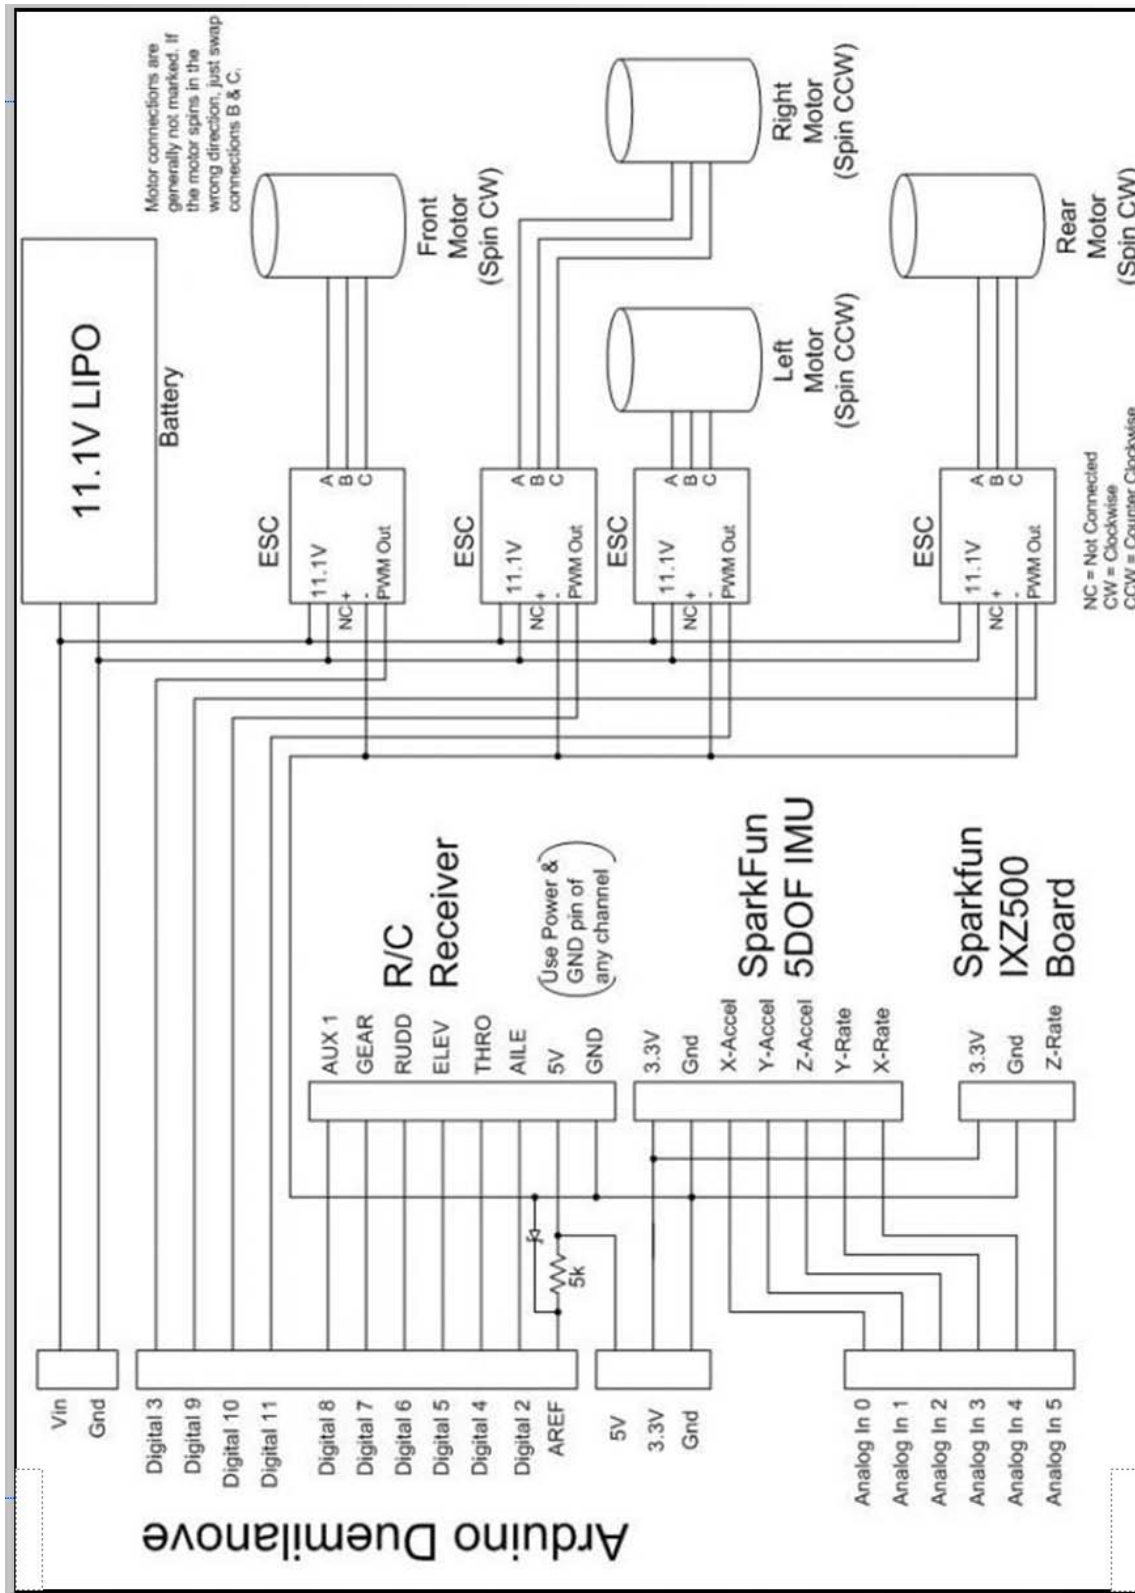 Motor connections are
generally not marked. If
the motor spins in the
wrong direction, just swap
connections B & C.
11.1V LIPO
Battery
Front
Motor
(Spin CW)
Right
Motor
(Spin CCW)
Left
Motor
(Spin CCW)
Rear
Motor
(Spin CW)
ESC
11.1V
NC +
-
PWM Out
A
B
C
ESC
11.1V
NC +
-
PWM Out
A
B
C
ESC
11.1V
NC +
-
PWM Out
A
B
C
ESC
11.1V
NC +
-
PWM Out
A
B
C
NC = Not Connected
CW = Clockwise
CCW = Counter Clockwise
R/C
Receiver
(Use Power &
GND pin of
any channel)
AUX 1
GEAR
RUDD
ELEV
THRO
AILE
5V
GND
SparkFun
5DOF IMU
3.3V
Gnd
X-Accel
Y-Accel
Z-Accel
Y-Rate
X-Rate
Sparkfun
IXZ500
Board
3.3V
Gnd
Z-Rate
5k
Vin
Gnd
Digital 3
Digital 9
Digital 10
Digital 11
Digital 8
Digital 7
Digital 6
Digital 5
Digital 4
Digital 2
AREF
5V
3.3V
Gnd
Analog In 0
Analog In 1
Analog In 2
Analog In 3
Analog In 4
Analog In 5
Arduino Duemilanove